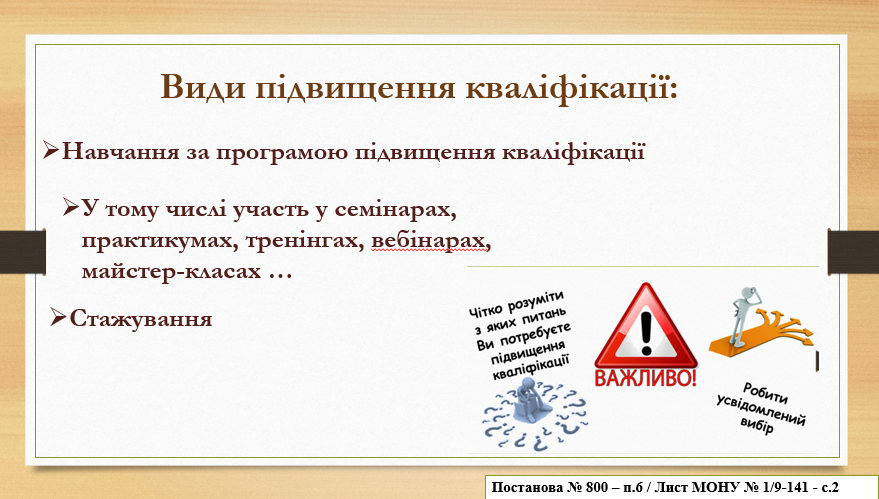 Види підвищення кваліфікації:
Навчання за програмою підвищення кваліфікації
У тому числі участь у семінарах,
практикумах, тренінгах, вебінарах,
майстер-класах …
Стажування
Чітко розуміти
з яких питань
Ви потребуєте
підвищення
кваліфікації
ВАЖЛИВО!
Робити
усвідомлений
вибір
Постанова № 800 – п.6 / Лист МОНУ № 1/9-141 - с.2